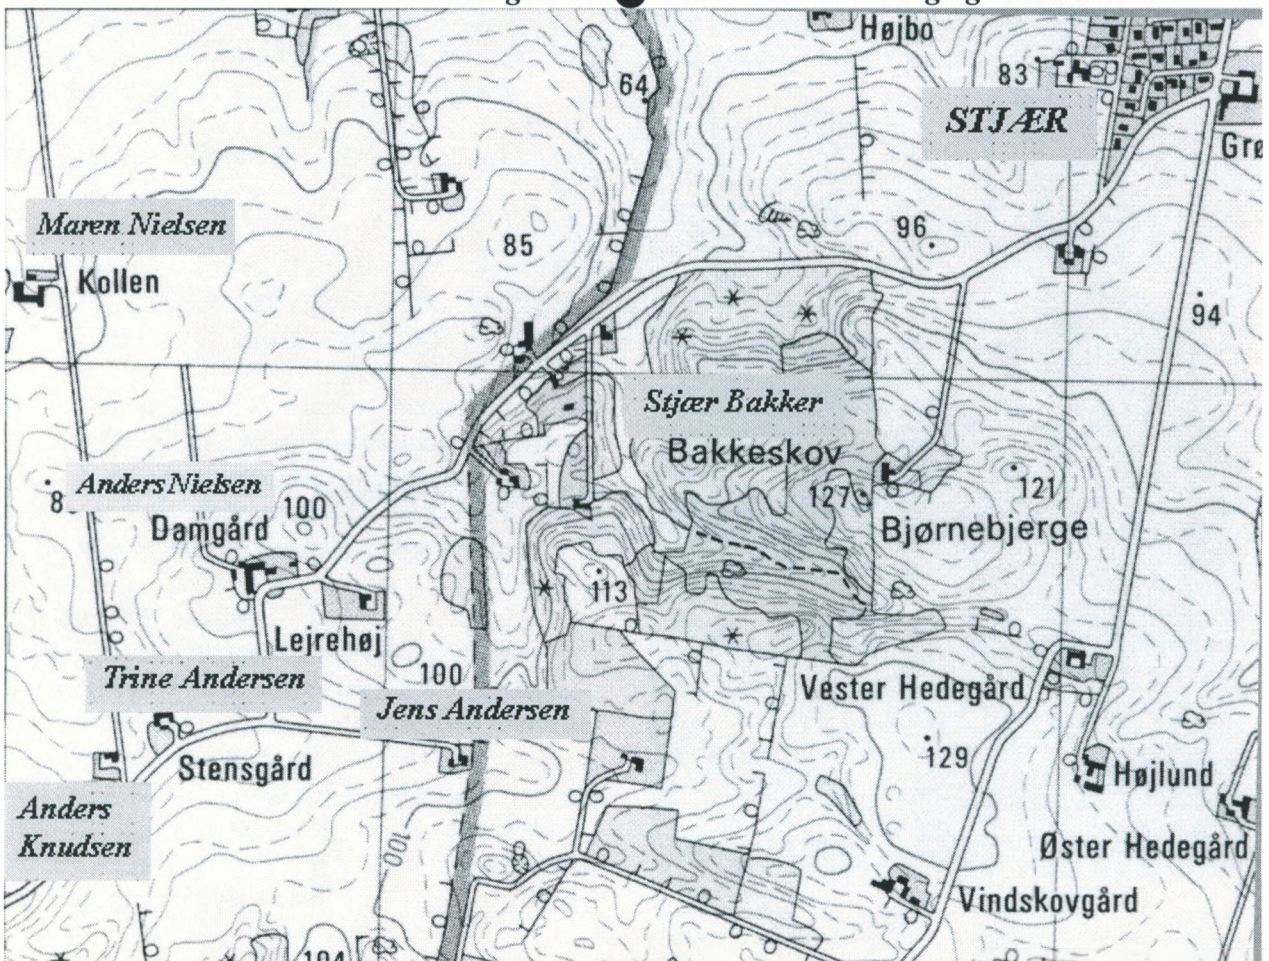 Højbo
64
83
STJÆR
Maren Nielsen
85
96
Kollen
94
Stjær Bakker
Bakkeskov
Anders Nielsen
100
127
121
Damgård
Bjørnebjerge
113
Lejrehøj
100
Trine Andersen
Jens Andersen
Vester Hedegård
129
Stensgård
Højlund
Anders
Knudsen
Øster Hedegård
100
Vindskovgård